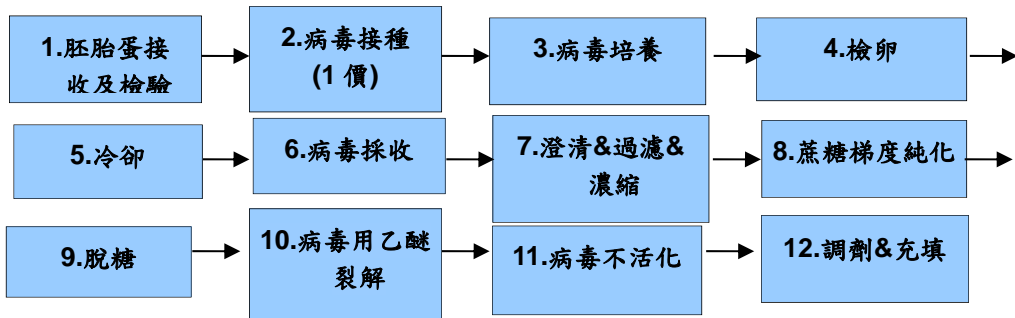 1.胚胎蛋接
收及檢驗
2.病毒接種
(1 價)
3.病毒培養
4.檢卵
5.冷卻
6.病毒採收
7.澄清&過濾&
濃縮
8.蔗糖梯度純化
9.脫糖
10.病毒用乙醚
裂解
11.病毒不活化
12.調劑&充填